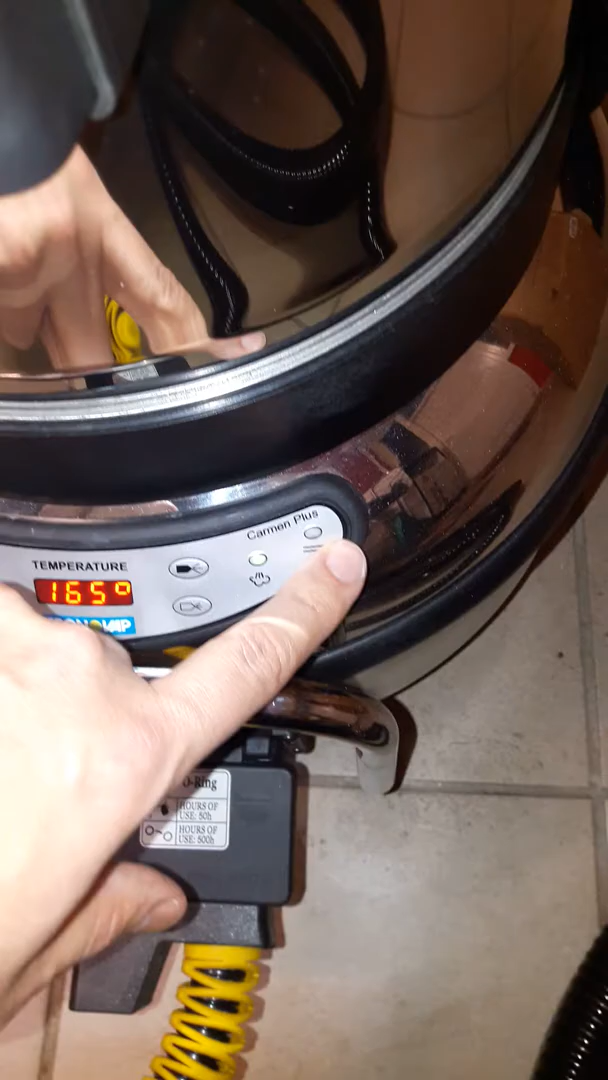 Carmen Plus
TEMPERATURE
165°
O-Ring
HOURS OF
USE: 50h
HOURS OF
USE: 500h